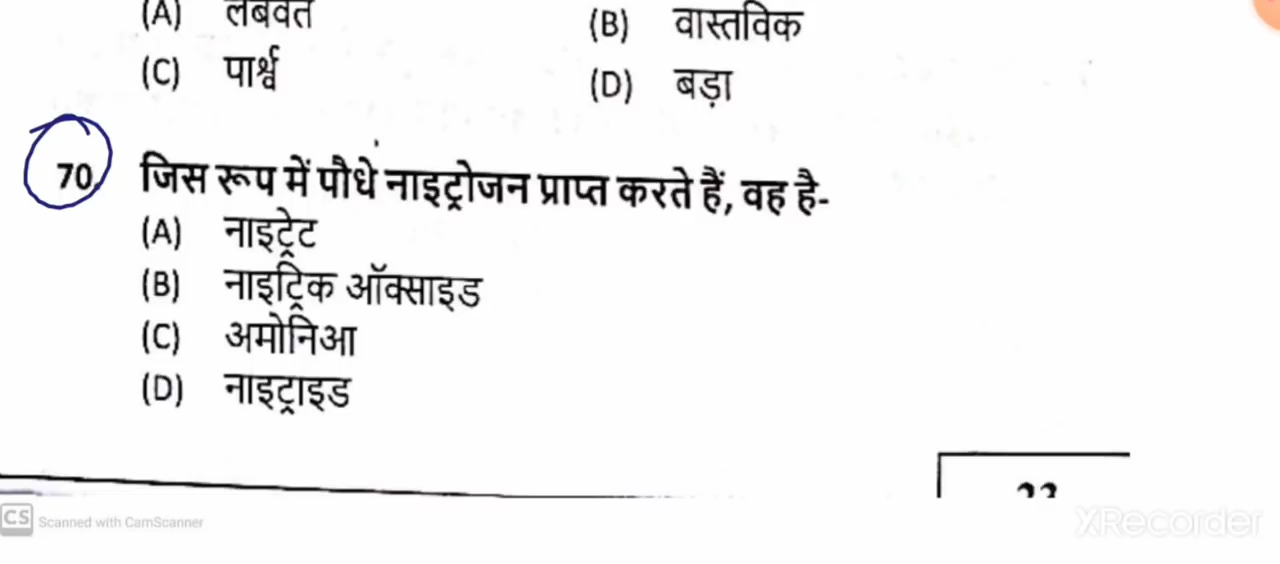 (A) लंबवत
(B) वास्तविक
(C) पार्श्व
(D) बड़ा
70. जिस रूप में पौधे नाइट्रोजन प्राप्त करते हैं, वह है-
(A) नाइट्रेट
(B) नाइट्रिक ऑक्साइड
(C) अमोनिआ
(D) नाइट्राइड
CS Scanned with CamScanner
XRecorder